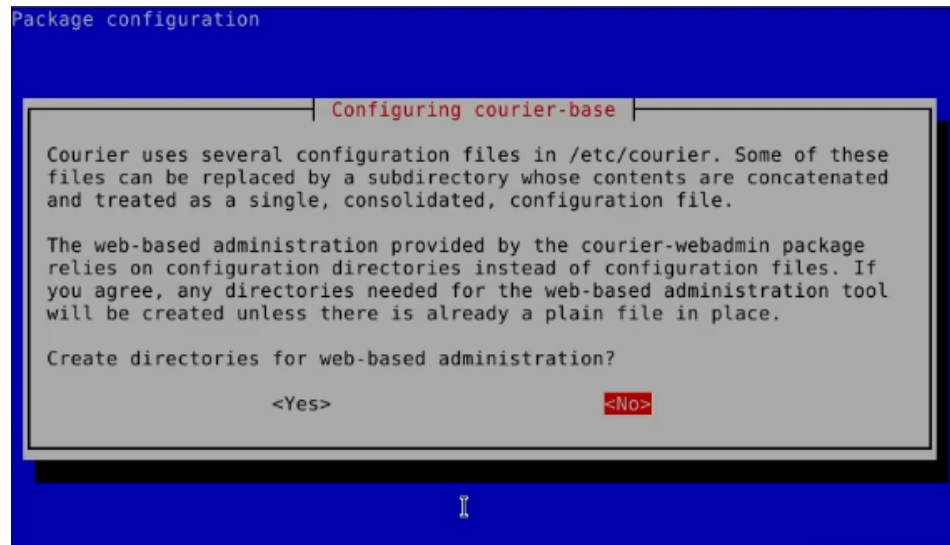 Package configuration
Configuring courier-base
Courier uses several configuration files in /etc/courier. Some of these
files can be replaced by a subdirectory whose contents are concatenated
and treated as a single, consolidated, configuration file.
The web-based administration provided by the courier-webadmin package
relies on configuration directories instead of configuration files. If
you agree, any directories needed for the web-based administration tool
will be created unless there is already a plain file in place.
Create directories for web-based administration?
<Yes> <No>